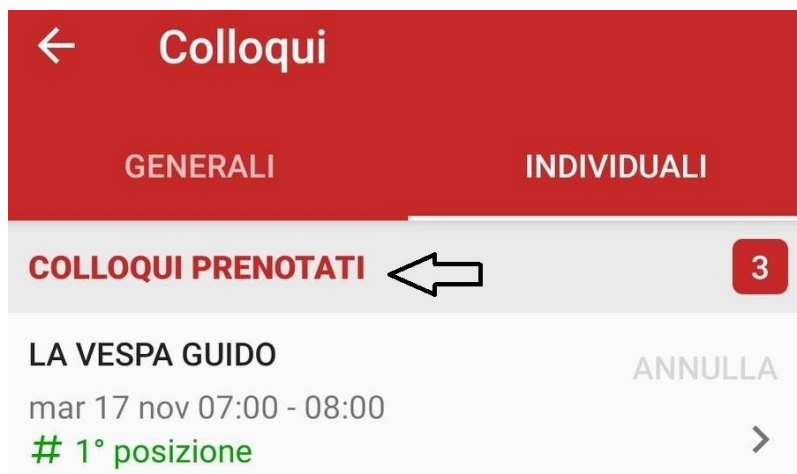 Colloqui
GENERALI INDIVIDUALI
COLLOQUI PRENOTATI 3
LA VESPA GUIDO ANNULLA
mar 17 nov 07:00 - 08:00
# 1° posizione